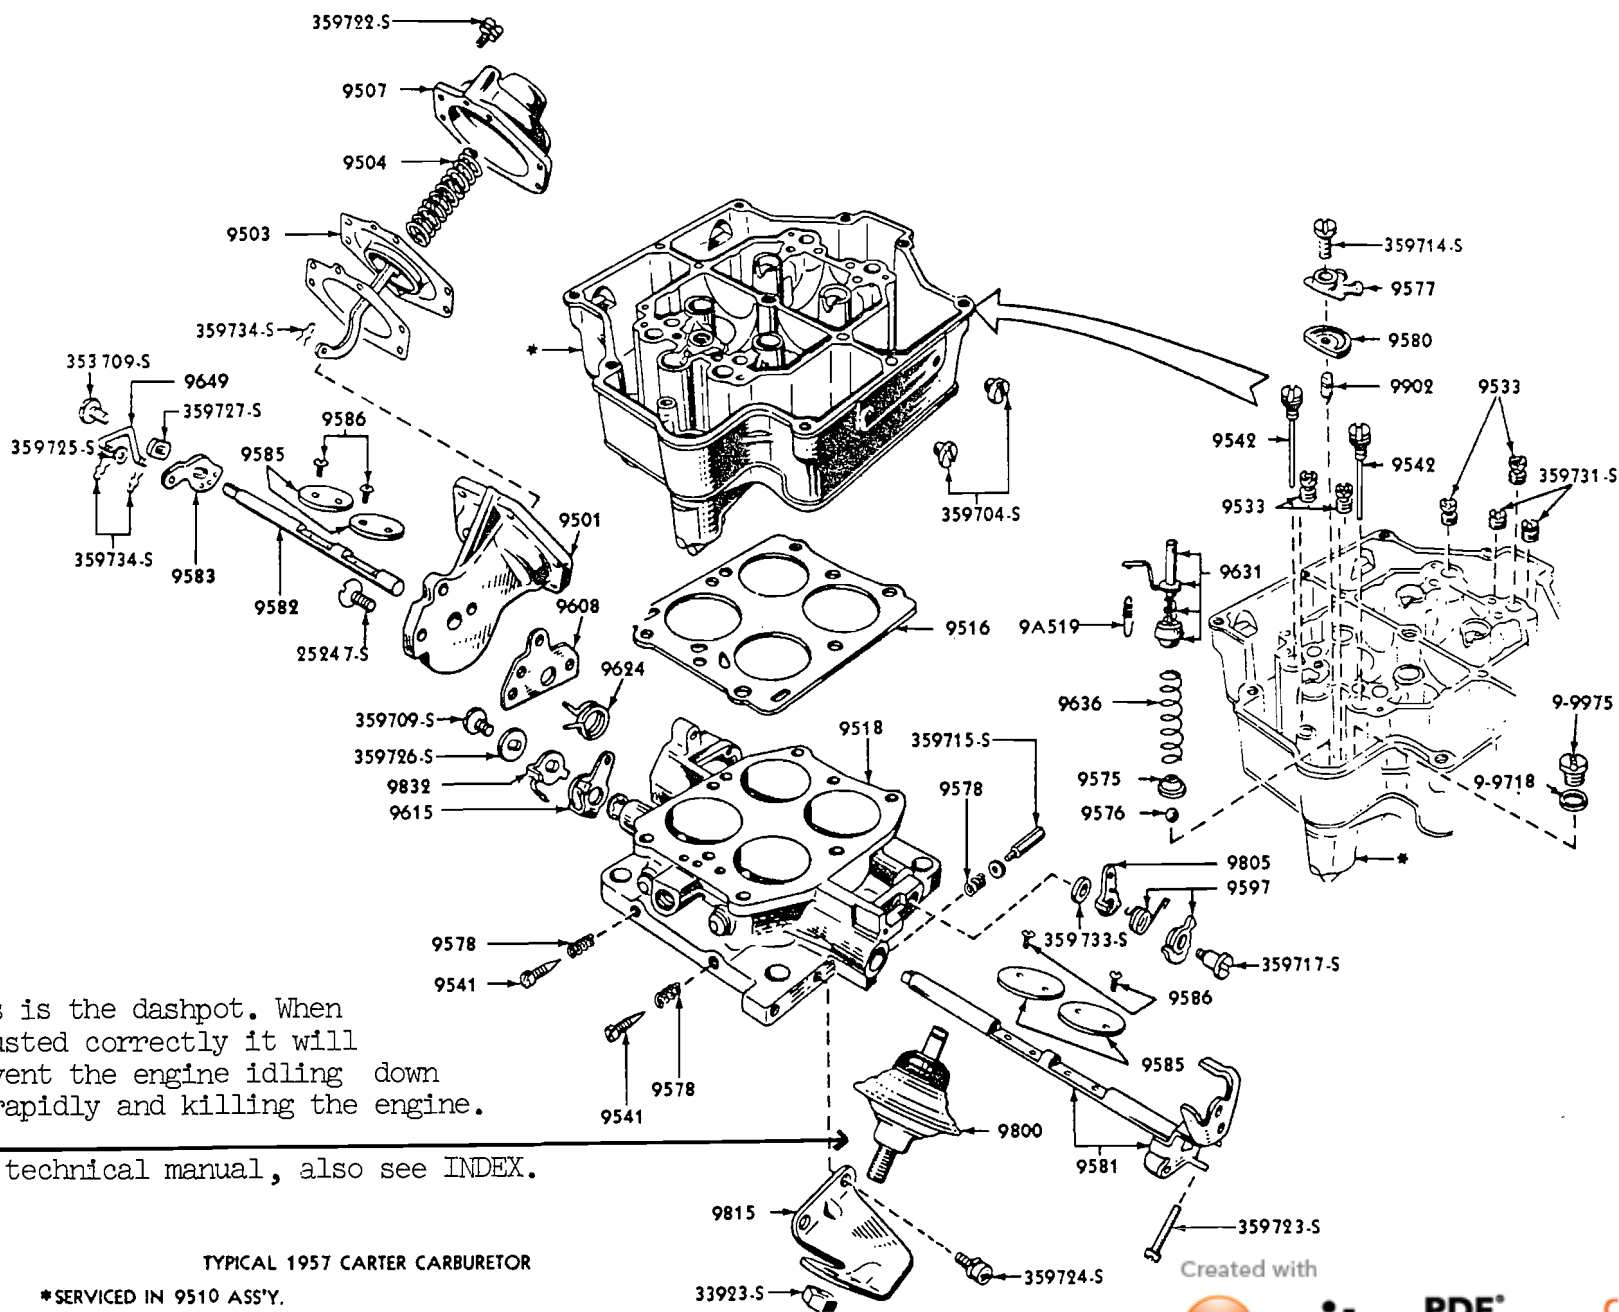 359722-S
9507
9504
9503
359734-S
353709-S
9649
359727-S
359725-S
9586
9585
359734-S
9583
9582
25247-S
9501
9608
9624
359709-S
359726-S
9832
9615
*
359704-S
9516
9518
359715-S
9578
9578
9541
9578
9541
359714-S
9577
9580
9902
9533
9542
9542
9533
359731-S
9631
9A519
9636
9575
9576
9-9975
9-9718
*
9805
9597
359733-S
359717-S
9586
9585
9581
359723-S
9800
9815
359724-S
33923-S
s is the dashpot. When
usted correctly it will
vent the engine idling down
rapidly and killing the engine.
technical manual, also see INDEX.
TYPICAL 1957 CARTER CARBURETOR
*SERVICED IN 9510 ASS'Y.
Created with